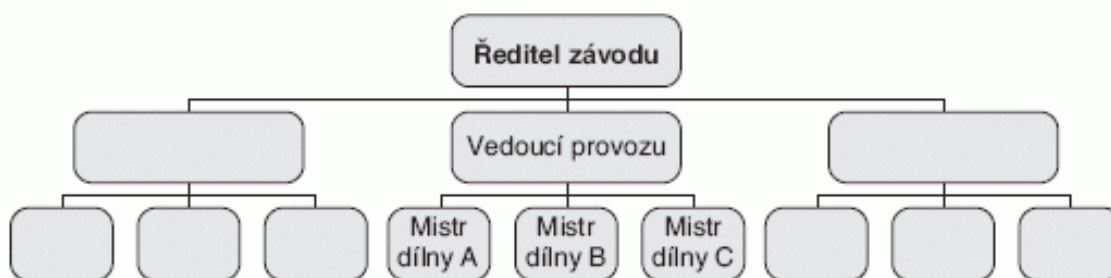 Ředitel závodu
Vedoucí provozu
Mistr
dílny A
Mistr
dílny B
Mistr
dílny C